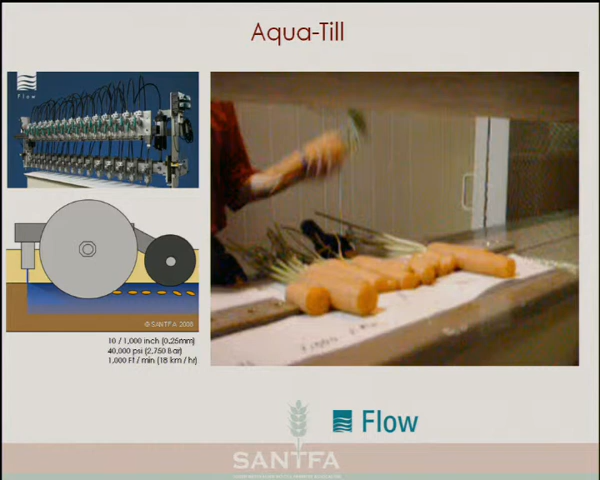 Aqua-Till
Flow
© SANTFA 2008
10 / 1,000 inch (0.25mm)
40,000 psi (2,750 Bar)
1,000 Ft / min (18 km / hr)
Flow
SANTFA